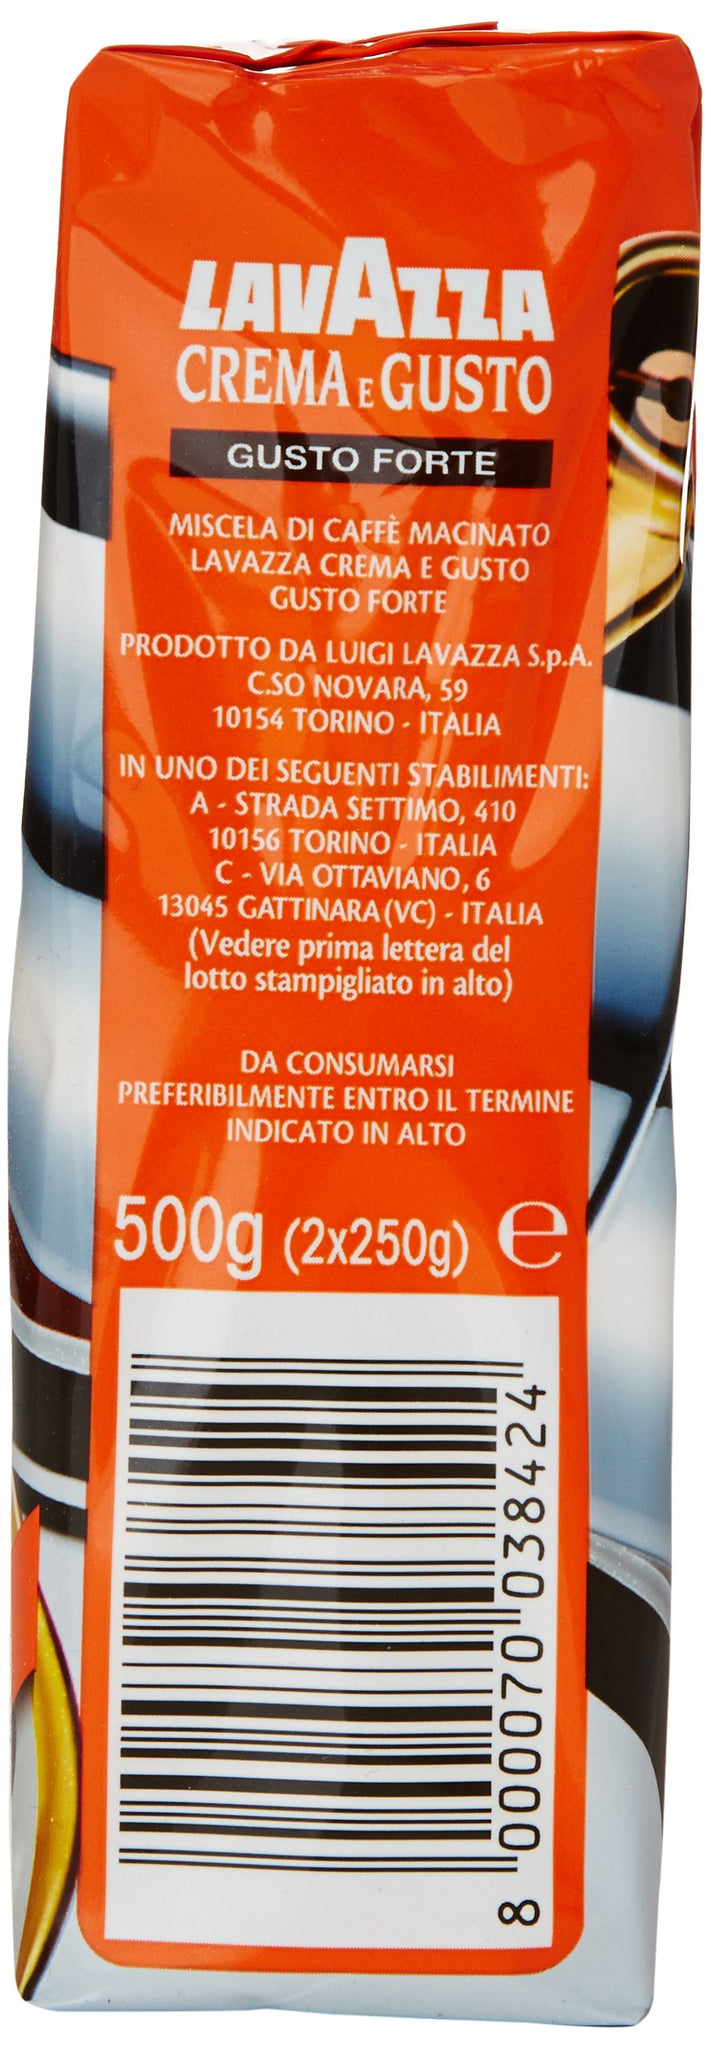 LAVAZZA
CREMA E GUSTO
GUSTO FORTE
MISCELA DI CAFFÈ MACINATO
LAVAZZA CREMA E GUSTO
GUSTO FORTE
PRODOTTO DA LUIGI LAVAZZA S.p.A.
C.SO NOVARA, 59
10154 TORINO - ITALIA
IN UNO DEI SEGUENTI STABILIMENTI:
A - STRADA SETTIMO, 410
10156 TORINO - ITALIA
C - VIA OTTAVIANO, 6
13045 GATTINARA (VC) - ITALIA
(Vedere prima lettera del
lotto stampigliato in alto)
DA CONSUMARSI
PREFERIBILMENTE ENTRO IL TERMINE
INDICATO IN ALTO
500g (2x250g) e
8 000070 038424